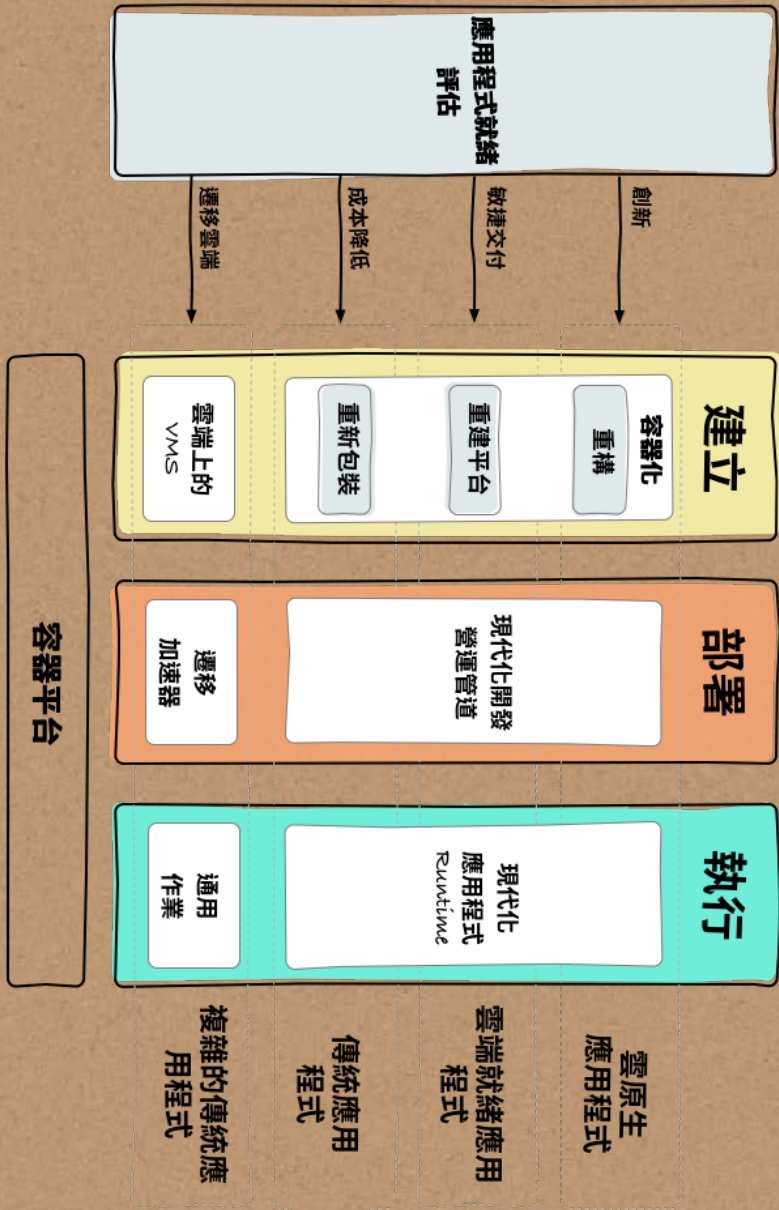 應用程式就緒
評估
創新
敏捷交付
成本降低
遷移雲端
建立
容器化
重構
重建平台
重新包裝
雲端上的
VMS
部署
現代化開發
營運管道
遷移
加速器
執行
現代化
應用程式
Runtime
通用
作業
雲原生
應用程式
雲端就緒應用
程式
傳統應用
程式
複雜的傳統應
用程式
容器平台